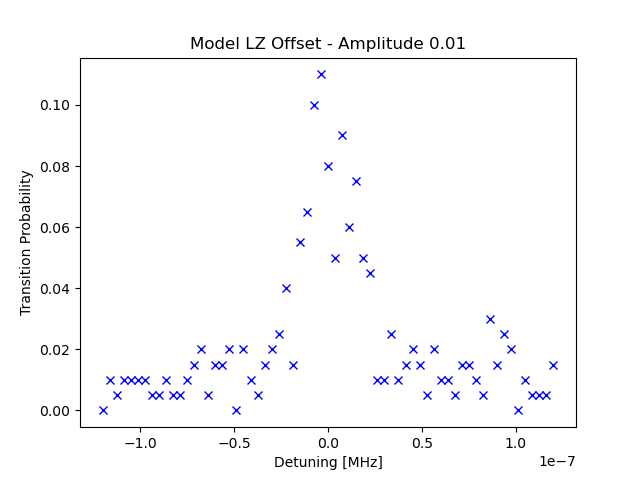 Model LZ Offset - Amplitude 0.01
Transition Probability
0.10
0.08
0.06
0.04
0.02
0.00
−1.0 −0.5 0.0 0.5 1.0
1e−7
Detuning [MHz]